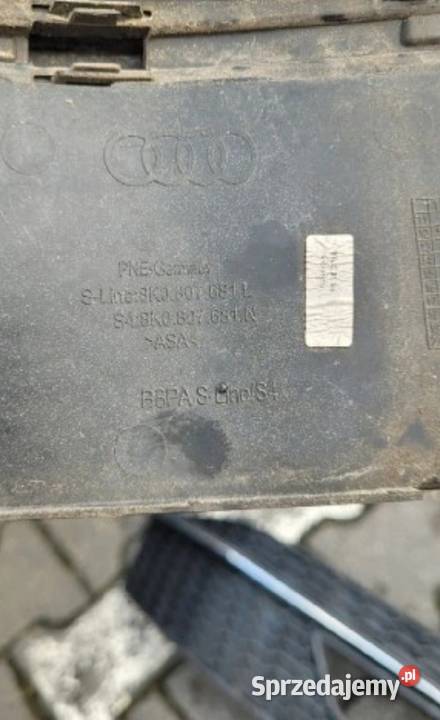 PNE-Germany
S-Line:8K0.807.681.L
S4:8K0.807.681.N
>ASA<
B8PA S-Line/S4
Sprzedajemy.pl